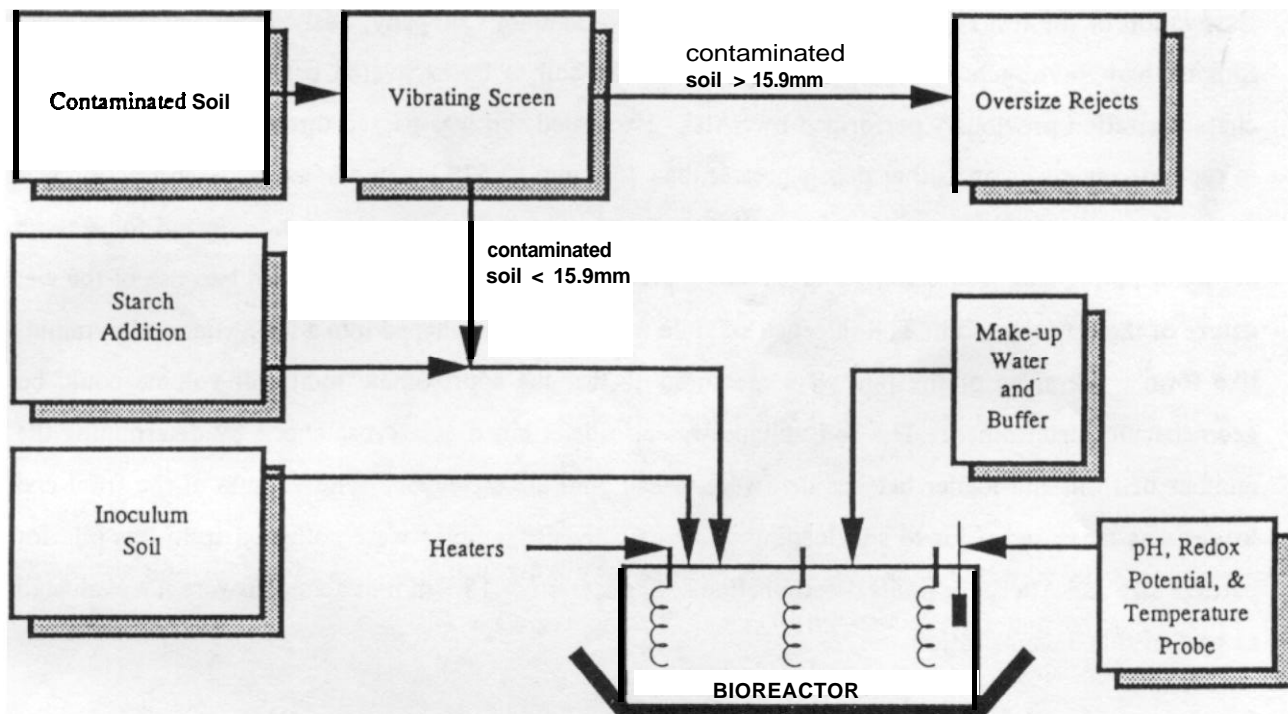 Contaminated Soil
Vibrating Screen
contaminated
soil > 15.9mm
Oversize Rejects
contaminated
soil < 15.9mm
Starch
Addition
Make-up
Water
and
Buffer
Inoculum
Soil
Heaters
pH, Redox
Potential, &
Temperature
Probe
BIOREACTOR